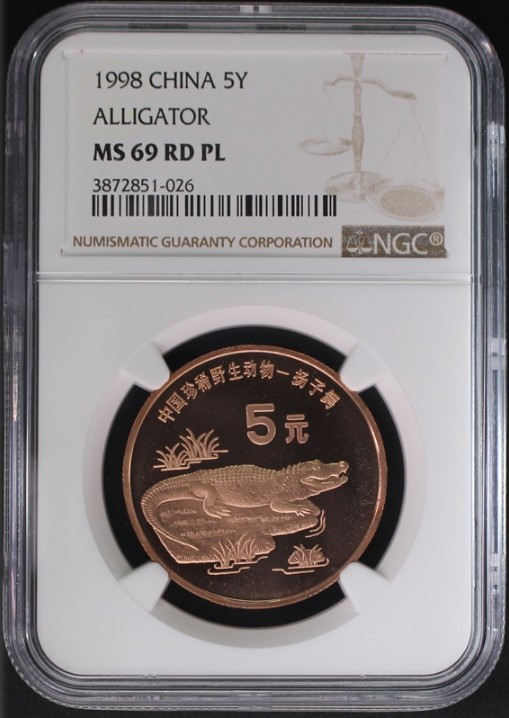 1998 CHINA 5Y
ALLIGATOR
MS 69 RD PL
3872851-026
NUMISMATIC GUARANTY CORPORATION
NGC®
中国珍稀野生动物一扬子鳄
5元